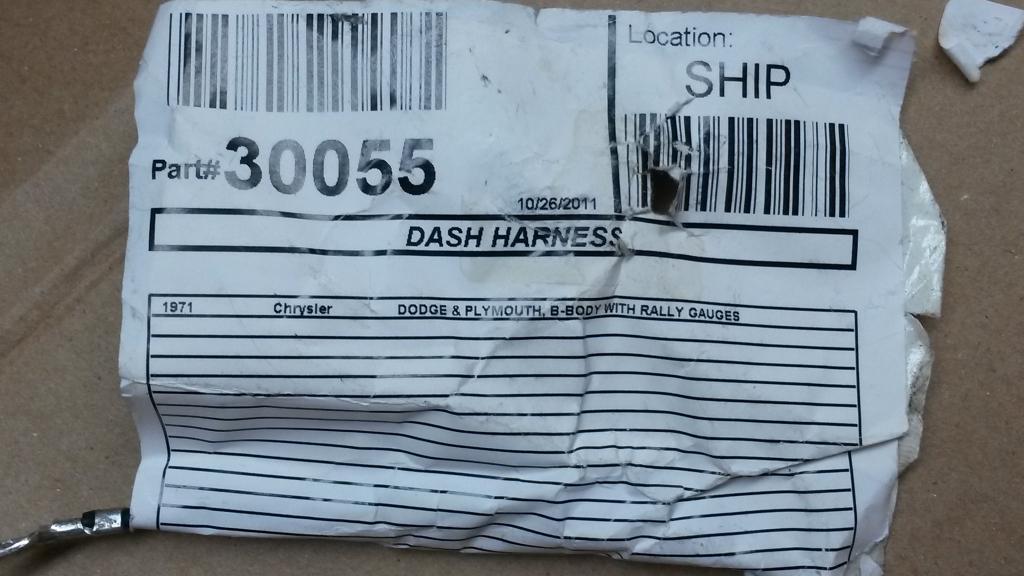 Location:
SHIP
Part# 30055
10/26/2011
DASH HARNESS
1971 Chrysler DODGE & PLYMOUTH, B-BODY WITH RALLY GAUGES